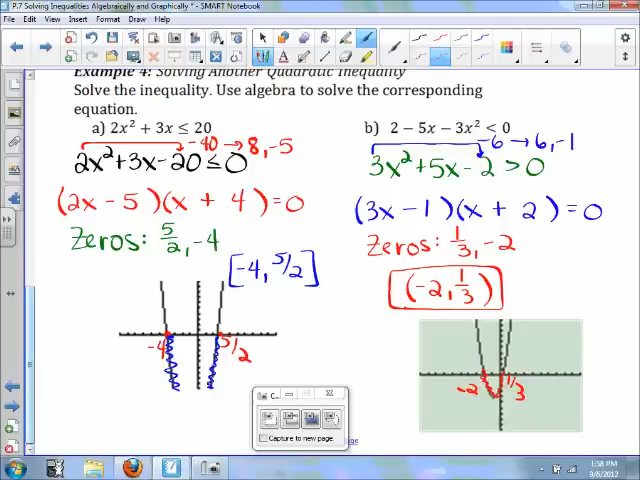 P.7 Solving Inequalities Algebraically and Graphically * - SMART Notebook
File Edit View Insert Format Draw Help
Example 4: Solving Another Quadratic Inequality
Solve the inequality. Use algebra to solve the corresponding
equation.
a) 2x² + 3x ≤ 20
-40 → 8, -5
2x²+3x-20 ≤ 0
(2x - 5)(x + 4) = 0
Zeros: 5/2, -4
[-4, 5/2]
-4 5/2
b) 2 − 5x − 3x² < 0
-6 → 6, -1
3x²+5x-2 > 0
(3x - 1)(x + 2) = 0
Zeros: 1/3, -2
(-2, 1/3)
-2 1/3
C...
Capture to new page
ge
1:58 PM
9/6/2012